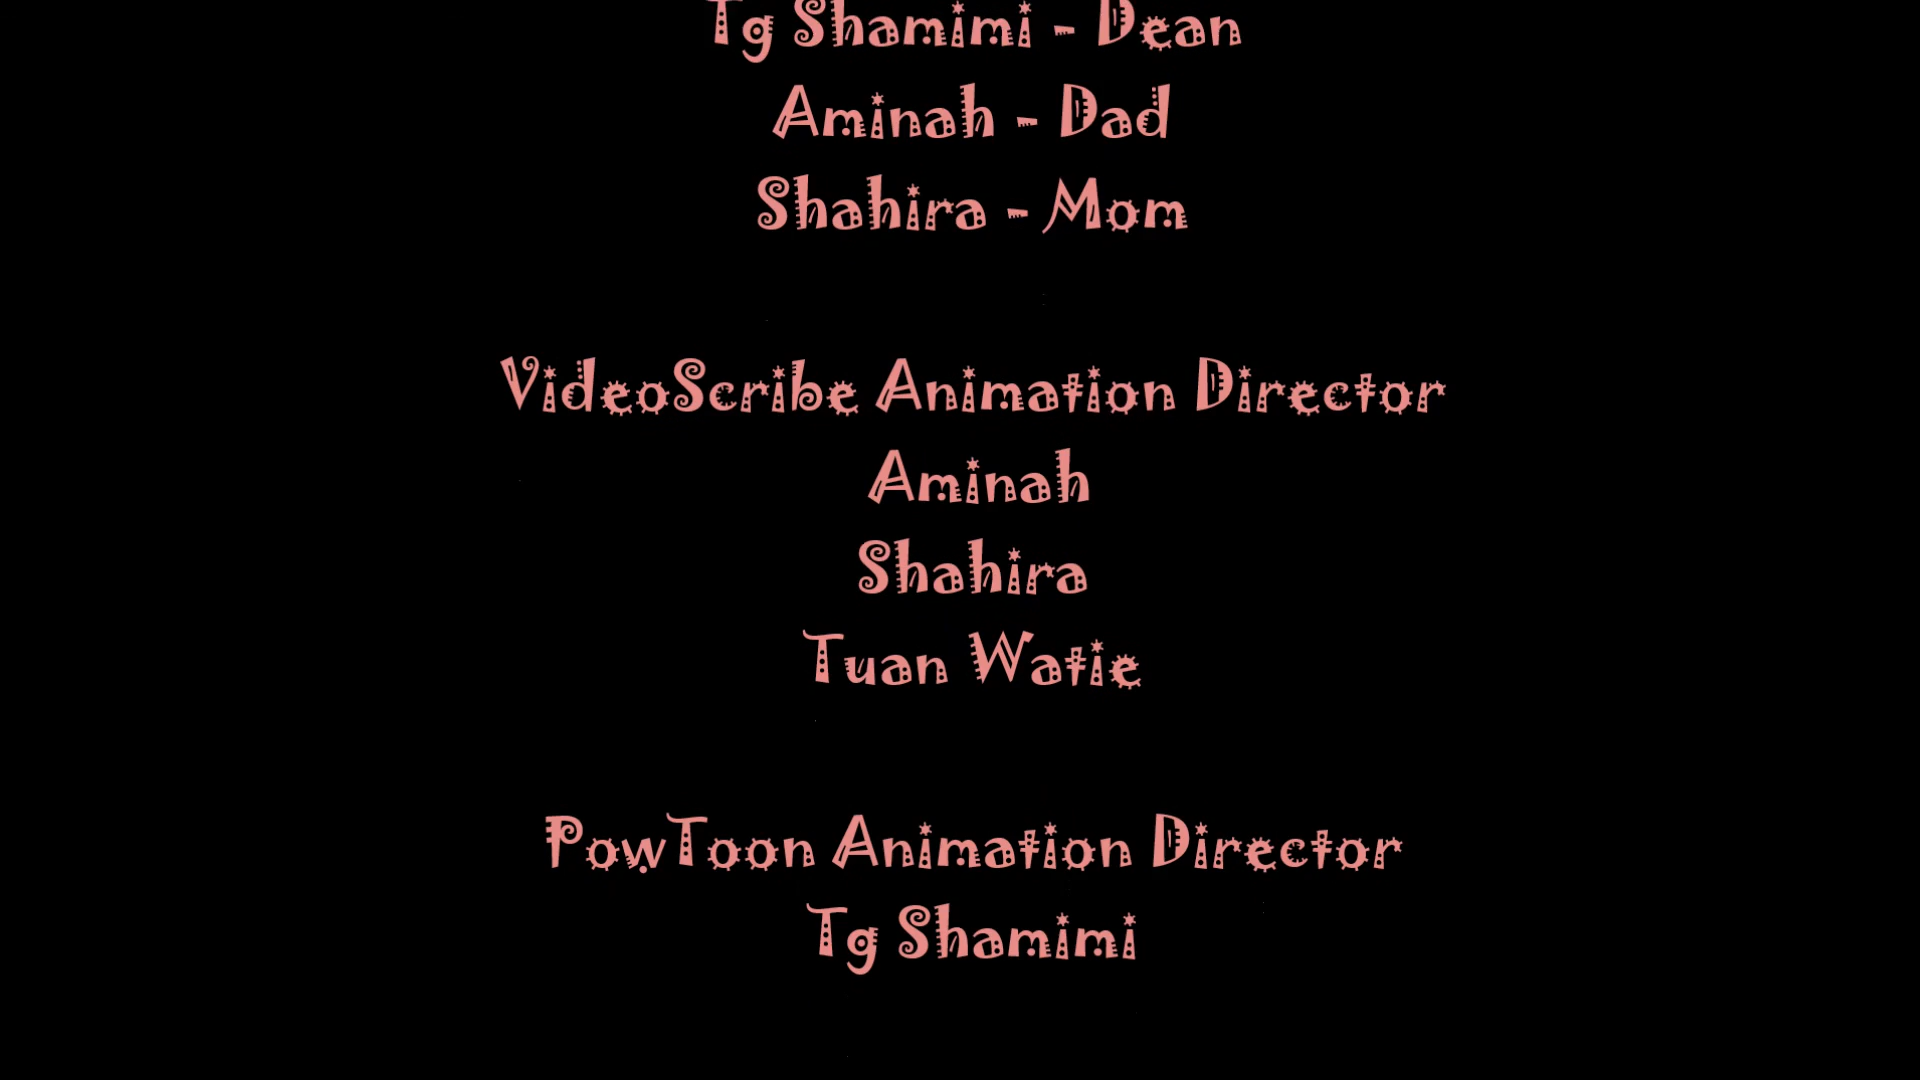 Tg Shamimi - Dean
Aminah - Dad
Shahira - Mom
VideoScribe Animation Director
Aminah
Shahira
Tuan Watie
PowToon Animation Director
Tg Shamimi